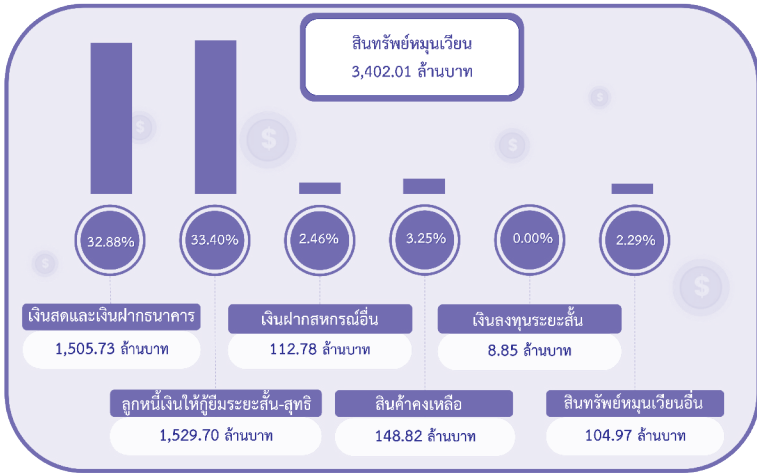 สินทรัพย์หมุนเวียน
3,402.01 ล้านบาท
32.88%
33.40%
2.46%
3.25%
0.00%
2.29%
เงินสดและเงินฝากธนาคาร
1,505.73 ล้านบาท
เงินฝากสหกรณ์อื่น
112.78 ล้านบาท
เงินลงทุนระยะสั้น
8.85 ล้านบาท
ลูกหนี้เงินให้กู้ยืมระยะสั้น-สุทธิ
1,529.70 ล้านบาท
สินค้าคงเหลือ
148.82 ล้านบาท
สินทรัพย์หมุนเวียนอื่น
104.97 ล้านบาท